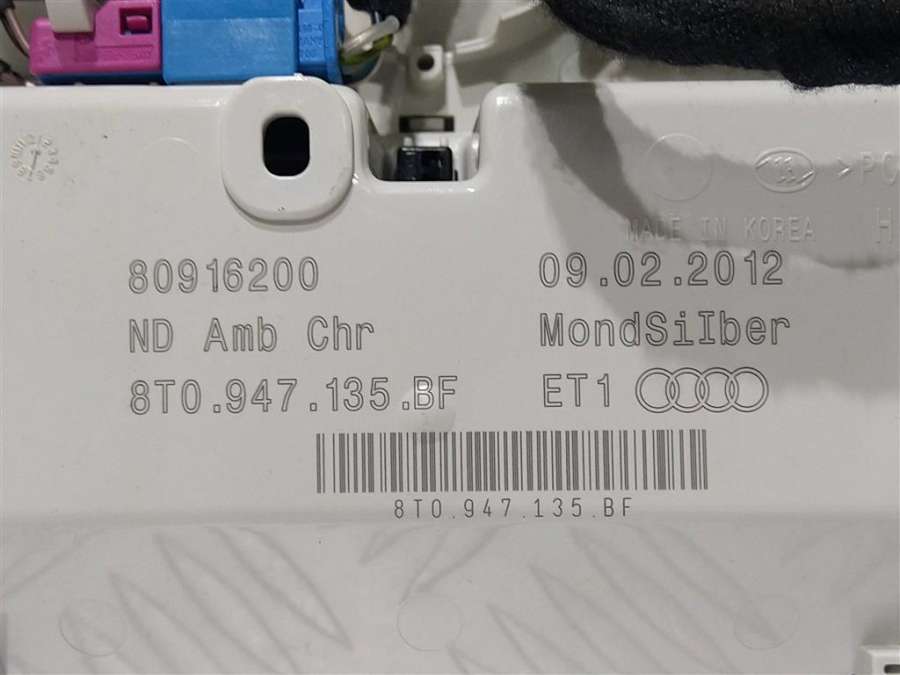 MADE IN KOREA
80916200 09.02.2012
ND Amb Chr MondSiIber
8T0.947.135.BF ET1
8T0.947.135.BF